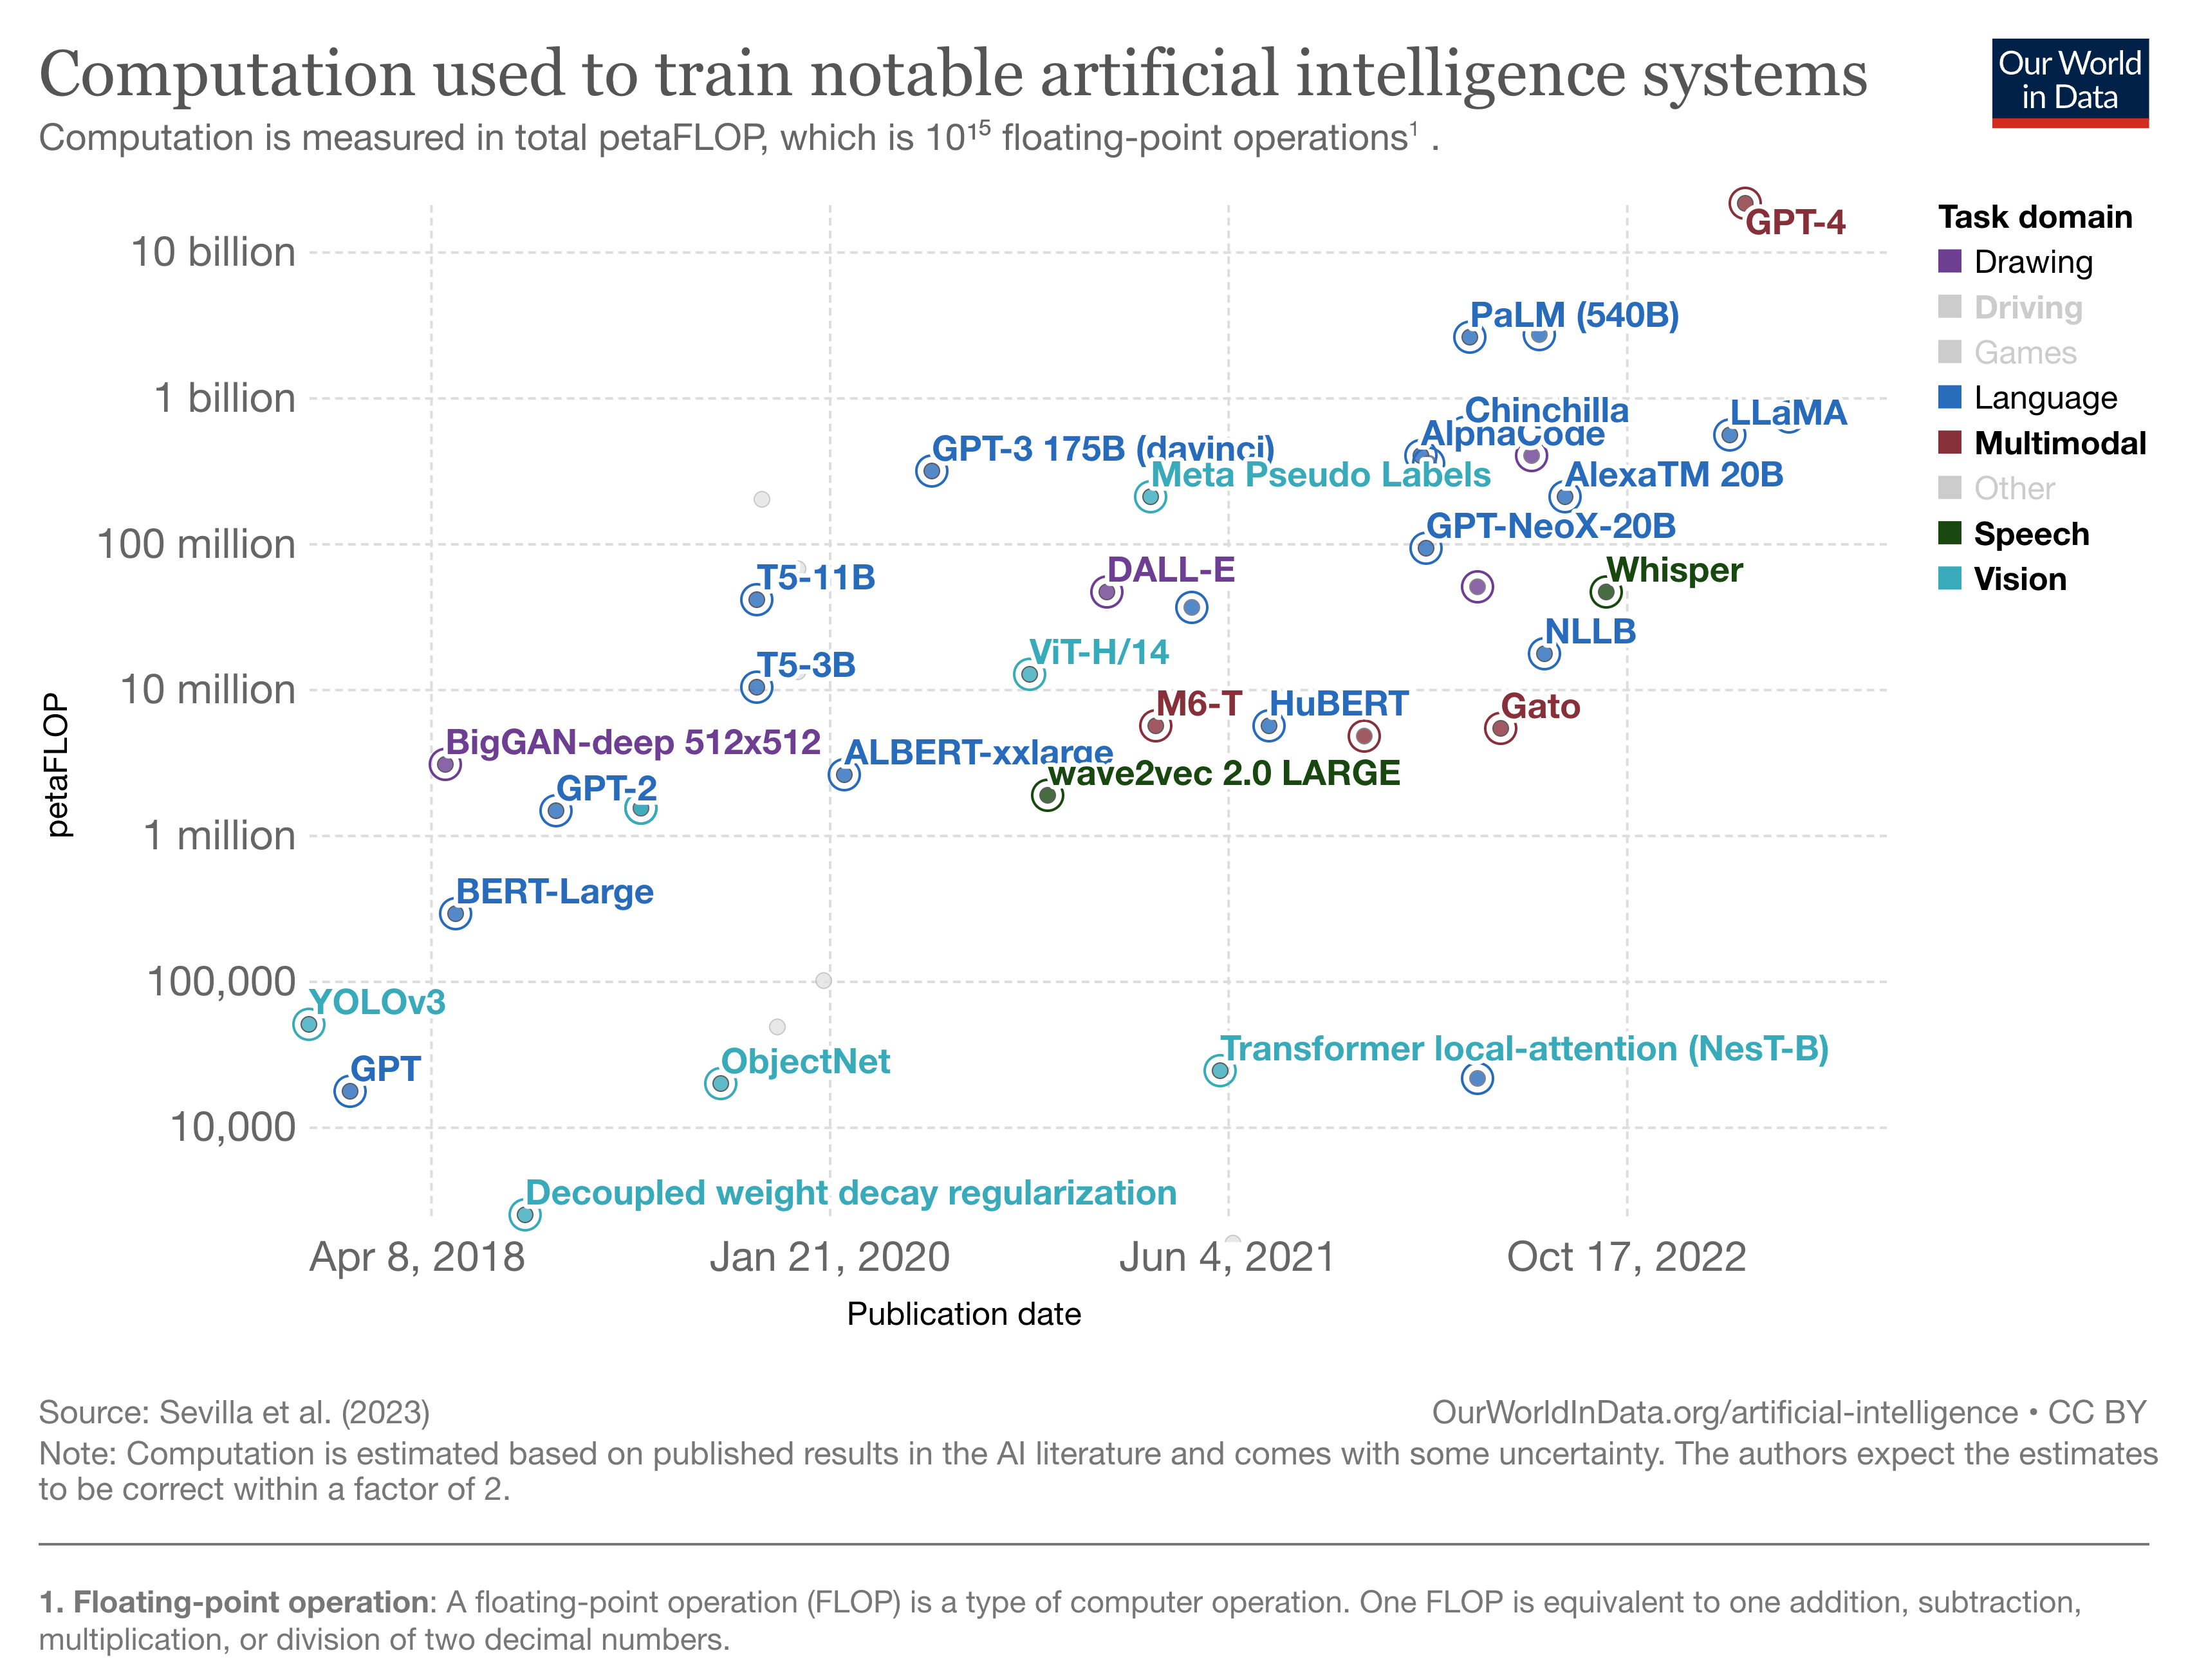 Computation used to train notable artificial intelligence systems
Our World
in Data
Computation is measured in total petaFLOP, which is 10¹⁵ floating-point operations¹ .
Task domain
Drawing
Driving
Games
Language
Multimodal
Other
Speech
Vision
petaFLOP
10 billion
1 billion
100 million
10 million
1 million
100,000
10,000
GPT-4
PaLM (540B)
Chinchilla
AlphaCode
LLaMA
GPT-3 175B (davinci)
Meta Pseudo Labels
AlexaTM 20B
GPT-NeoX-20B
T5-11B
DALL-E
Whisper
NLLB
ViT-H/14
T5-3B
M6-T
HuBERT
Gato
BigGAN-deep 512x512
ALBERT-xxlarge
wave2vec 2.0 LARGE
GPT-2
BERT-Large
YOLOv3
GPT
ObjectNet
Transformer local-attention (NesT-B)
Decoupled weight decay regularization
Apr 8, 2018
Jan 21, 2020
Jun 4, 2021
Oct 17, 2022
Publication date
Source: Sevilla et al. (2023)
OurWorldInData.org/artificial-intelligence • CC BY
Note: Computation is estimated based on published results in the AI literature and comes with some uncertainty. The authors expect the estimates
to be correct within a factor of 2.
1. Floating-point operation: A floating-point operation (FLOP) is a type of computer operation. One FLOP is equivalent to one addition, subtraction,
multiplication, or division of two decimal numbers.